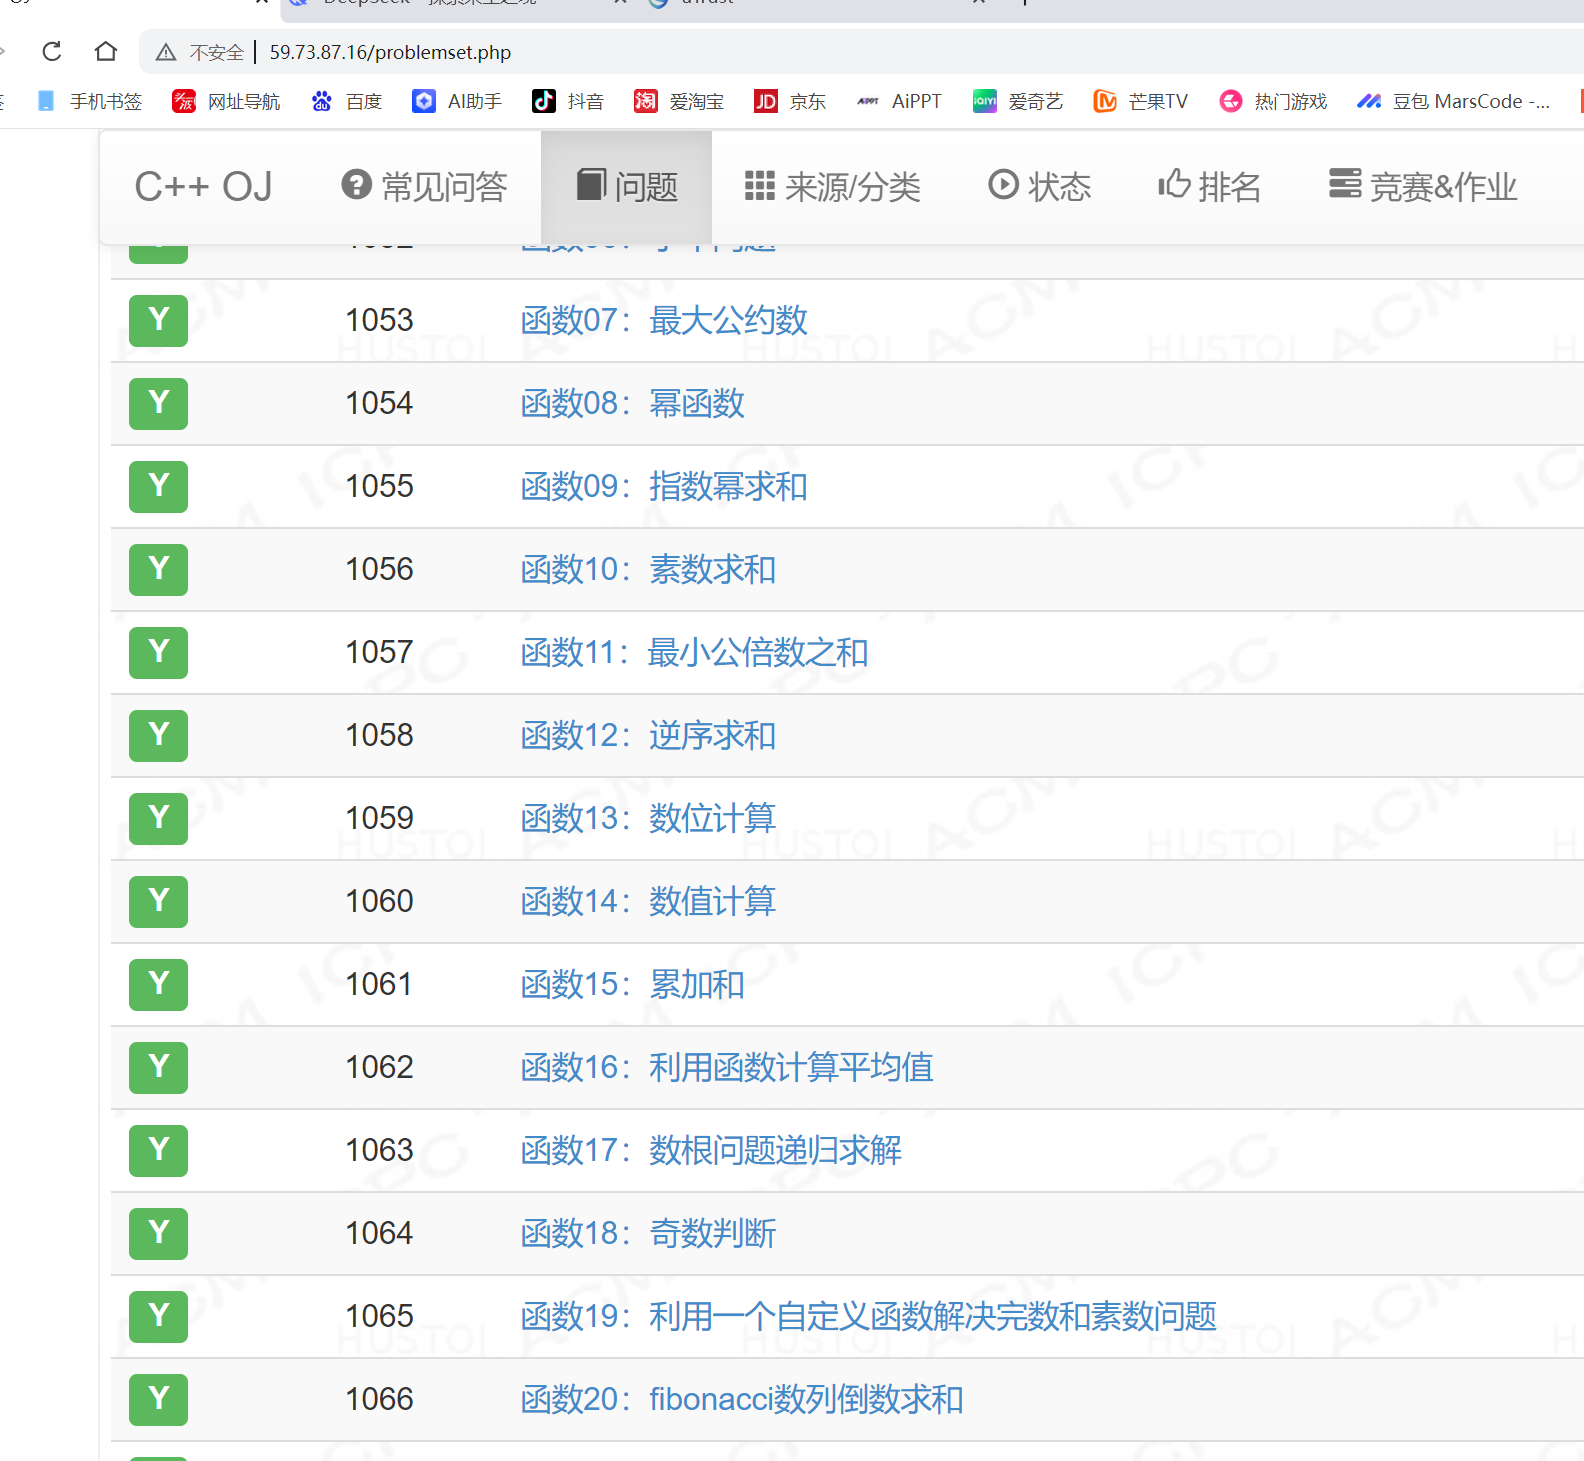 不安全 59.73.87.16/problemset.php
手机书签 网址导航 百度 AI助手 抖音 爱淘宝 京东 AiPPT 爱奇艺 芒果TV 热门游戏 豆包 MarsCode -...
C++ OJ 常见问答 问题 来源/分类 状态 排名 竞赛&作业
Y 1053 函数07：最大公约数
Y 1054 函数08：幂函数
Y 1055 函数09：指数幂求和
Y 1056 函数10：素数求和
Y 1057 函数11：最小公倍数之和
Y 1058 函数12：逆序求和
Y 1059 函数13：数位计算
Y 1060 函数14：数值计算
Y 1061 函数15：累加和
Y 1062 函数16：利用函数计算平均值
Y 1063 函数17：数根问题递归求解
Y 1064 函数18：奇数判断
Y 1065 函数19：利用一个自定义函数解决完数和素数问题
Y 1066 函数20：fibonacci数列倒数求和